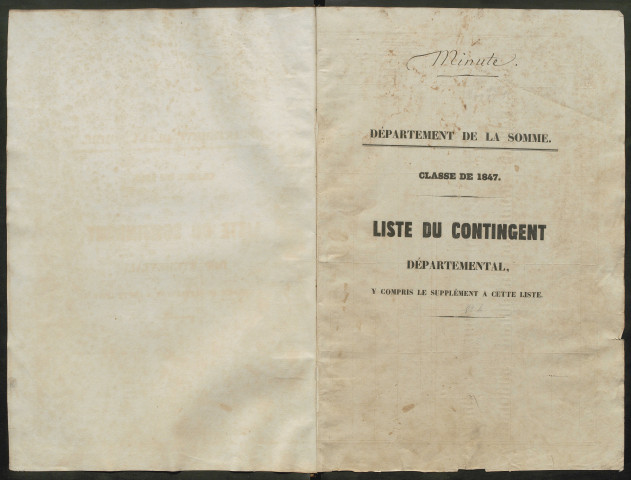 Minute.
DÉPARTEMENT DE LA SOMME.
CLASSE DE 1847.
LISTE DU CONTINGENT
DÉPARTEMENTAL,
Y COMPRIS LE SUPPLÉMENT A CETTE LISTE.